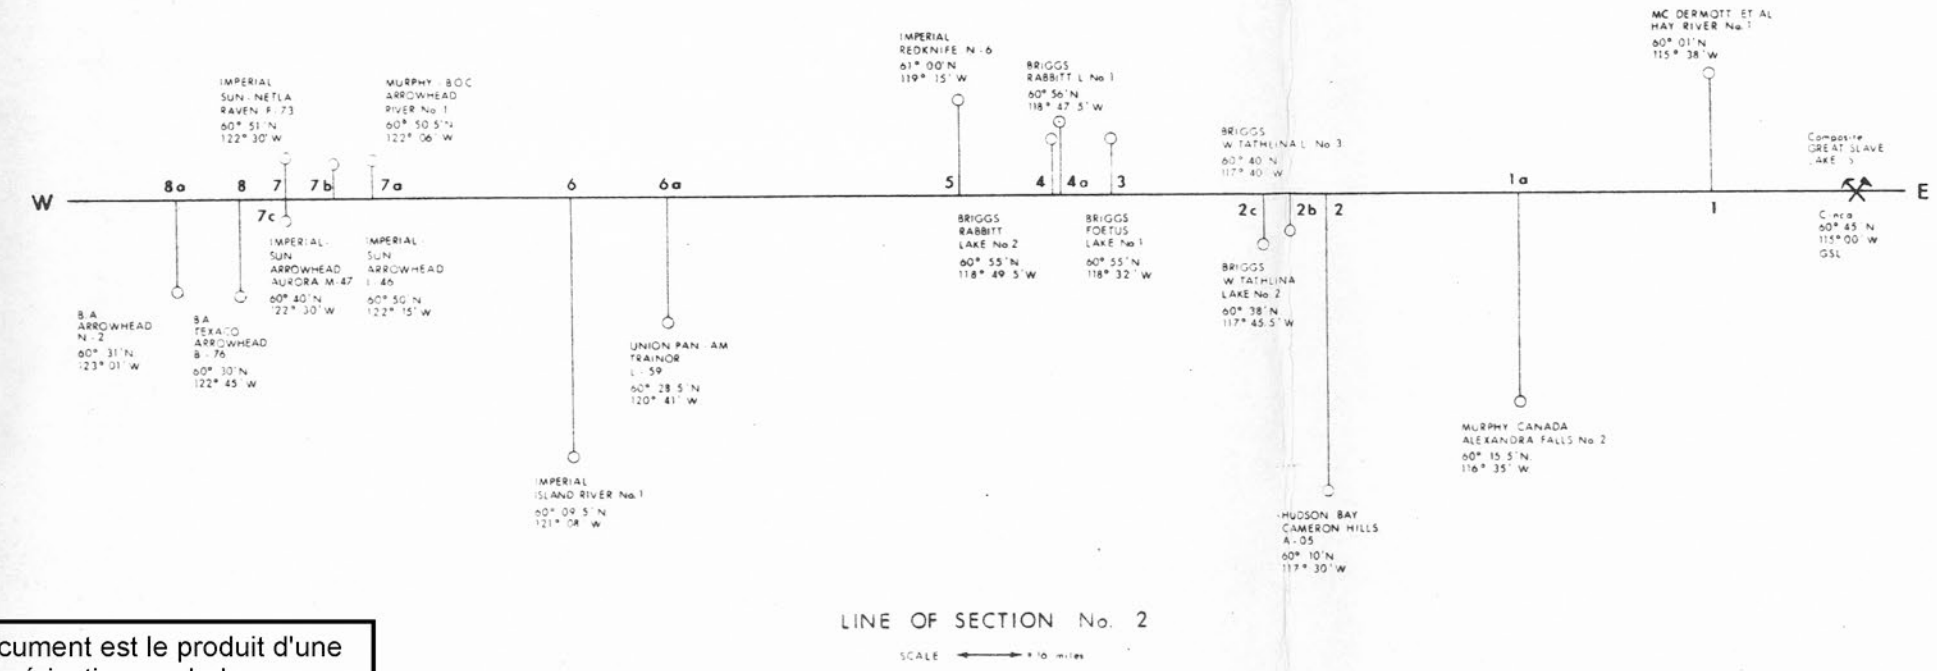 MC DERMOTT ET AL
HAY RIVER No. 1
60° 01' N
115° 38' W
IMPERIAL
REDKNIFE N-6
61° 00' N
119° 15' W
BRIGGS
RABBITT L No 1
60° 56' N
118° 47 5' W
IMPERIAL
SUN-NETLA
RAVEN F-73
60° 51' N
122° 30' W
MURPHY-BOC
ARROWHEAD
RIVER No 1
60° 50.5' N
122° 06' W
BRIGGS
W TATHLINA L No 3
60° 40 N
117° 40' W
Composite
GREAT SLAVE
LAKE
W
8a
8
7
7b
7a
6
6a
5
4
4a
3
1a
E
7c
2c
2b
2
1
60° 45' N
115° 00' W
GSL
IMPERIAL-
SUN
ARROWHEAD
AURORA M-47
60° 40' N
122° 30' W
IMPERIAL
SUN
ARROWHEAD
I-46
60° 50' N
122° 15' W
BRIGGS
RABBITT
LAKE No 2
60° 55' N
118° 49 5' W
BRIGGS
FOETUS
LAKE No 1
60° 55' N
118° 32' W
BRIGGS
W TATHLINA
LAKE No. 2
60° 38' N
117° 45.5' W
B.A
ARROWHEAD
N-2
60° 31' N
123° 01' W
B.A
TEXACO
ARROWHEAD
B-76
60° 30' N
122° 45' W
UNION PAN-AM
TRAINOR
L-59
60° 28 5' N
120° 41' W
IMPERIAL
ISLAND RIVER No. 1
60° 09 5' N
121° 08' W
MURPHY CANADA
ALEXANDRA FALLS No 2
60° 15 5' N.
116° 35' W
HUDSON BAY
CAMERON HILLS
A-05
60° 10' N
117° 30' W
LINE OF SECTION No. 2
SCALE 16 miles
cument est le produit d'une